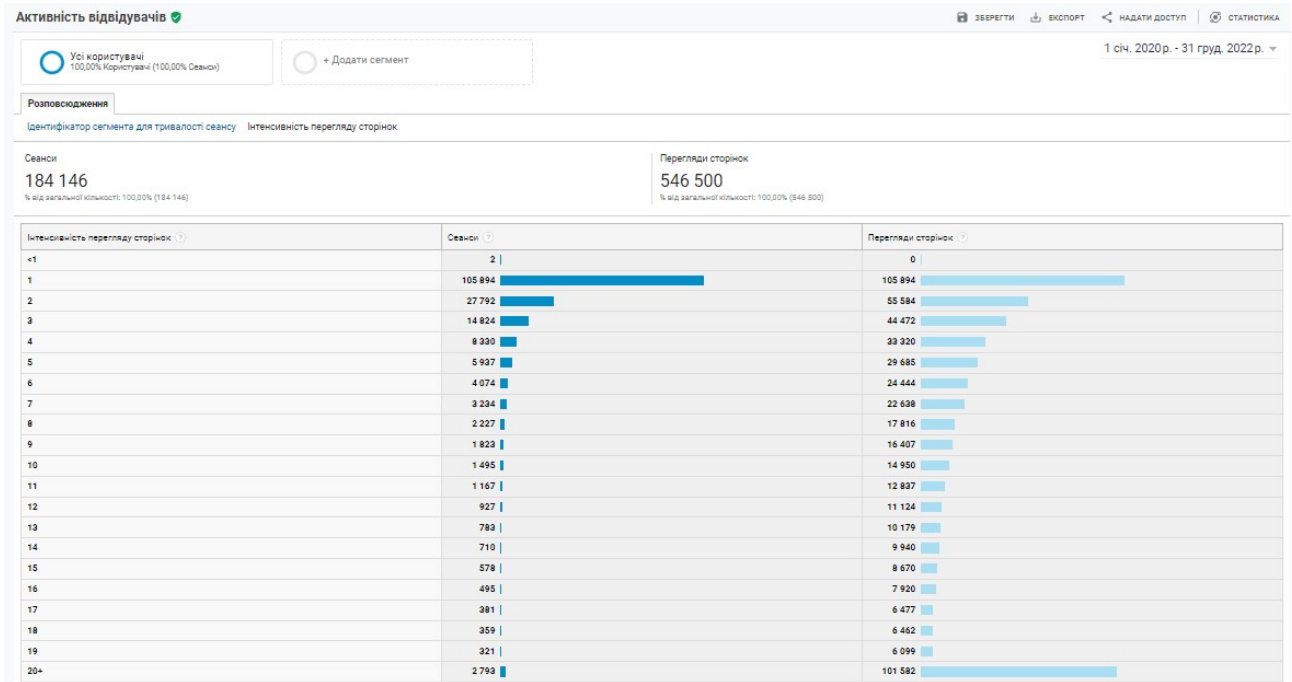 Активність відвідувачів
ЗБЕРЕГТИ ЕКСПОРТ НАДАТИ ДОСТУП СТАТИСТИКА
Усі користувачі
100,00% Користувачі (100,00% Сеанси)
+ Додати сегмент
1 січ. 2020 р. - 31 груд. 2022 р.
Розповсюдження
Ідентифікатор сегмента для тривалості сеансу Інтенсивність перегляду сторінок
Сеанси Перегляди сторінок
184 146 546 500
% від загальної кількості: 100,00% (184 146) % від загальної кількості: 100,00% (546 500)
Інтенсивність перегляду сторінок ? Сеанси ? Перегляди сторінок ?
<1 2 0
1 105 894 105 894
2 27 792 55 584
3 14 824 44 472
4 8 330 33 320
5 5 937 29 685
6 4 074 24 444
7 3 234 22 638
8 2 227 17 816
9 1 823 16 407
10 1 495 14 950
11 1 167 12 837
12 927 11 124
13 783 10 179
14 710 9 940
15 578 8 670
16 495 7 920
17 381 6 477
18 359 6 462
19 321 6 099
20+ 2 793 101 582